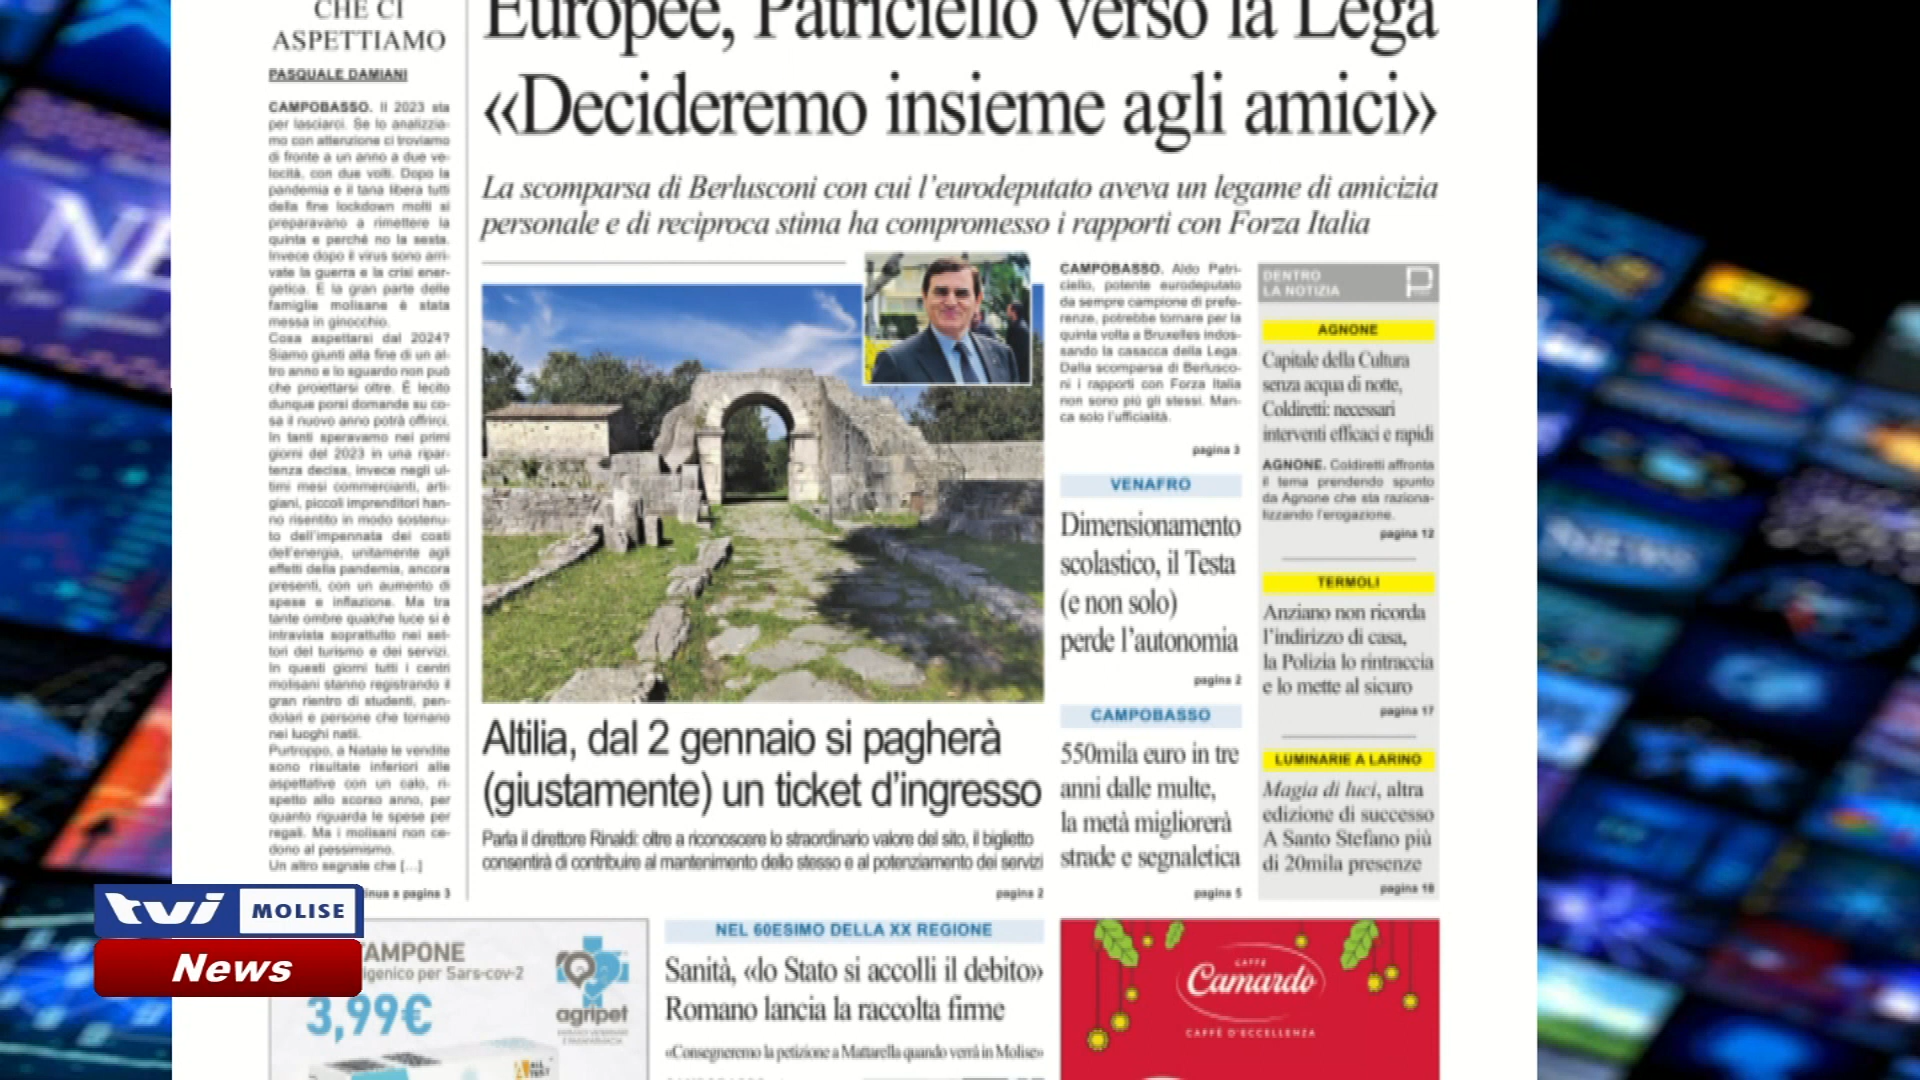 CHE CI
ASPETTIAMO
PASQUALE DAMIANI
CAMPOBASSO. Il 2023 sta
per lasciarci. Se lo analizzia-
mo con attenzione ci troviamo
di fronte a un anno a due ve-
locità, con due volti. Dopo la
pandemia e il tana libera tutti
della fine lockdown molti si
preparavano a rimettere la
quinta e perché no la sesta.
Invece dopo il virus sono arri-
vate la guerra e la crisi ener-
getica. E la gran parte delle
famiglie molisane è stata
messa in ginocchio.
Cosa aspettarsi dal 2024?
Siamo giunti alla fine di un al-
tro anno e lo sguardo non può
che proiettarsi oltre. È lecito
dunque porsi domande su co-
sa il nuovo anno potrà offrirci.
In tanti speravamo nei primi
giorni del 2023 in una ripar-
tenza decisa, invece negli ul-
timi mesi commercianti, arti-
giani, piccoli imprenditori han-
no risentito in modo sostenu-
to dell'impennata dei costi
dell'energia, unitamente agli
effetti della pandemia, ancora
presenti, con un aumento di
spese e inflazione. Ma tra
tante ombre qualche luce si è
intravista soprattutto nei set-
tori del turismo e dei servizi.
In questi giorni tutti i centri
molisani stanno registrando il
gran rientro di studenti, pen-
dolari e persone che tornano
nei luoghi natii.
Purtroppo, a Natale le vendite
sono risultate inferiori alle
aspettative con un calo, ri-
spetto allo scorso anno, per
quanto riguarda le spese per
regali. Ma i molisani non ce-
dono al pessimismo.
Un altro segnale che [...]
inua a pagina 3
Europee, Patriciello verso la Lega
«Decideremo insieme agli amici»
La scomparsa di Berlusconi con cui l'eurodeputato aveva un legame di amicizia
personale e di reciproca stima ha compromesso i rapporti con Forza Italia
Altilia, dal 2 gennaio si pagherà
(giustamente) un ticket d'ingresso
Parla il direttore Rinaldi: oltre a riconoscere lo straordinario valore del sito, il biglietto
consentirà di contribuire al mantenimento dello stesso e al potenziamento dei servizi
pagina 2
CAMPOBASSO. Aldo Patri-
ciello, potente eurodeputato
da sempre campione di prefe-
renze, potrebbe tornare per la
quinta volta a Bruxelles indos-
sando la casacca della Lega.
Dalla scomparsa di Berlusco-
ni i rapporti con Forza Italia
non sono più gli stessi. Man-
ca solo l'ufficialità.
pagina 3
VENAFRO
Dimensionamento
scolastico, il Testa
(e non solo)
perde l'autonomia
pagina 2
CAMPOBASSO
550mila euro in tre
anni dalle multe,
la metà migliorerà
strade e segnaletica
pagina 5
DENTRO
LA NOTIZIA
P
AGNONE
Capitale della Cultura
senza acqua di notte,
Coldiretti: necessari
interventi efficaci e rapidi
AGNONE. Coldiretti affronta
il tema prendendo spunto
da Agnone che sta raziona-
lizzando l'erogazione.
pagina 12
TERMOLI
Anziano non ricorda
l'indirizzo di casa,
la Polizia lo rintraccia
e lo mette al sicuro
pagina 17
LUMINARIE A LARINO
Magia di luci, altra
edizione di successo
A Santo Stefano più
di 20mila presenze
pagina 18
TAMPONE
igenico per Sars-cov-2
3,99€
agripet
ALL TEST
NEL 60ESIMO DELLA XX REGIONE
Sanità, «lo Stato si accolli il debito»
Romano lancia la raccolta firme
«Consegneremo la petizione a Mattarella quando verrà in Molise»
CAFFÈ
Camardo
CAFFÈ D'ECCELLENZA
tvi MOLISE
News
NE
NEWS